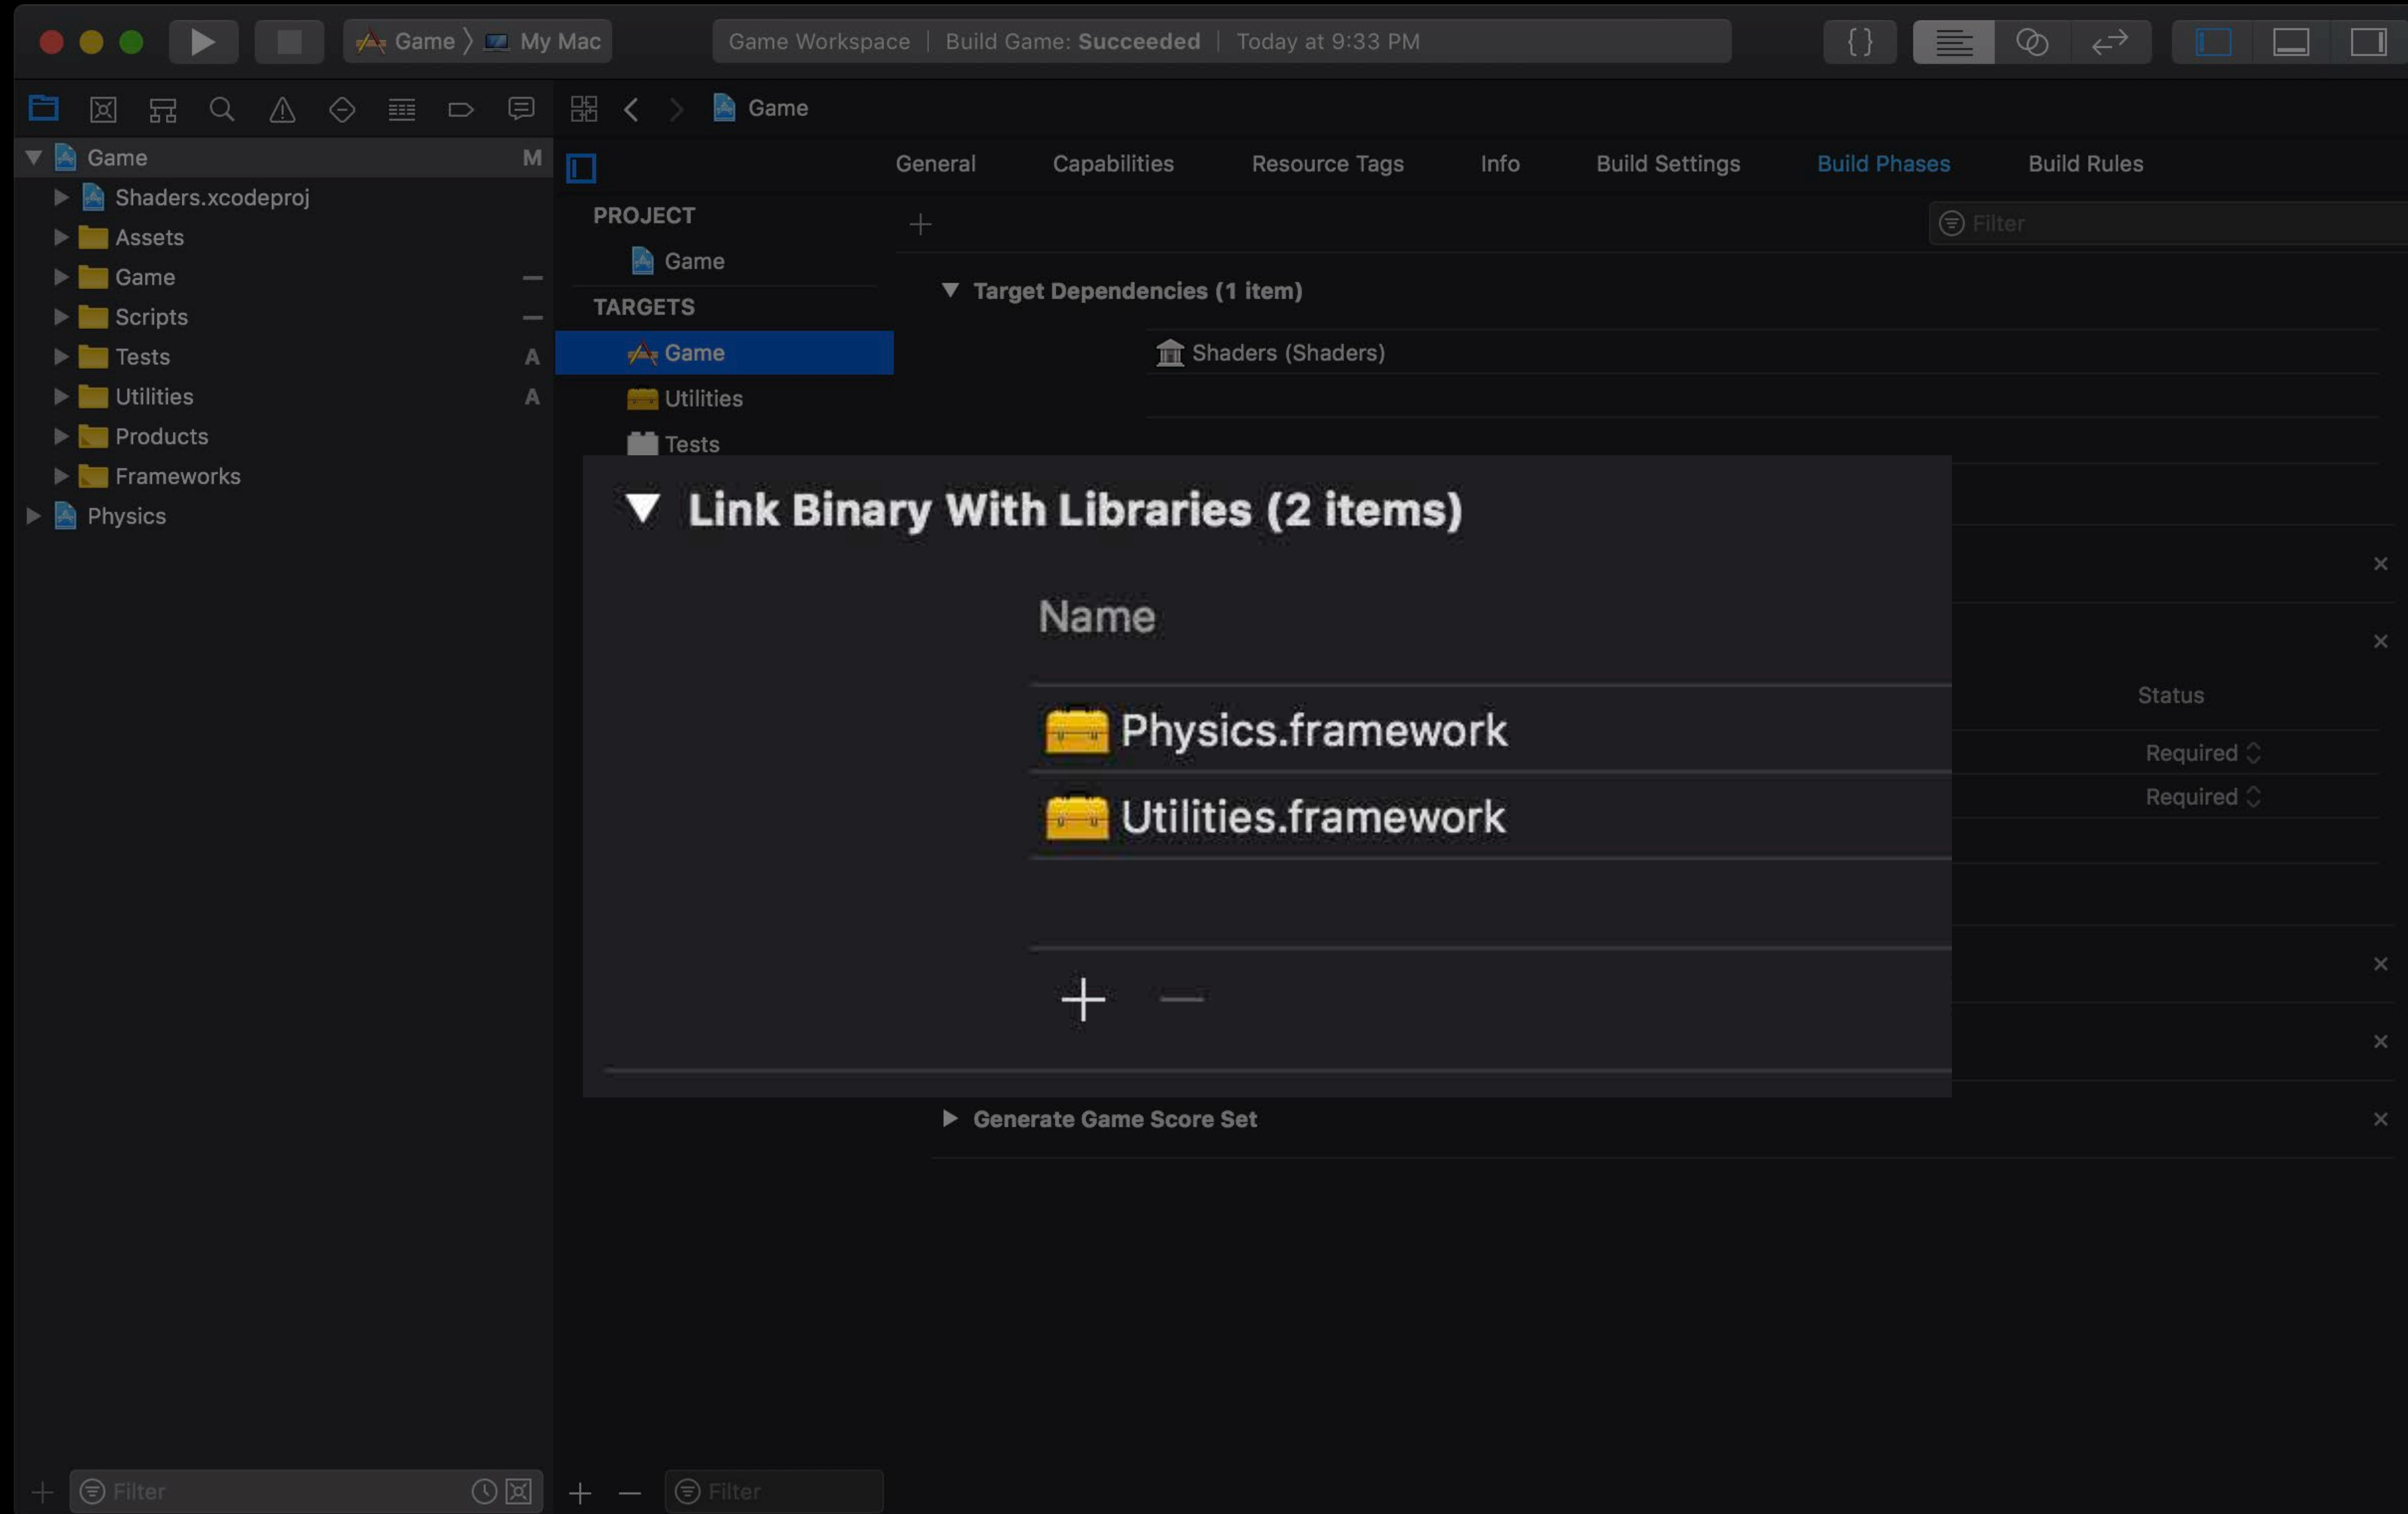 Game 〉 My Mac
Game Workspace | Build Game: Succeeded | Today at 9:33 PM
{ }
Game
Game M
Shaders.xcodeproj
Assets
Game
Scripts
Tests A
Utilities A
Products
Frameworks
Physics
General Capabilities Resource Tags Info Build Settings Build Phases Build Rules
PROJECT
Game
TARGETS
Game
Utilities
Tests
Filter
Target Dependencies (1 item)
Shaders (Shaders)
Link Binary With Libraries (2 items)
Name
Status
Physics.framework
Required
Utilities.framework
Required
Generate Game Score Set
Filter
Filter